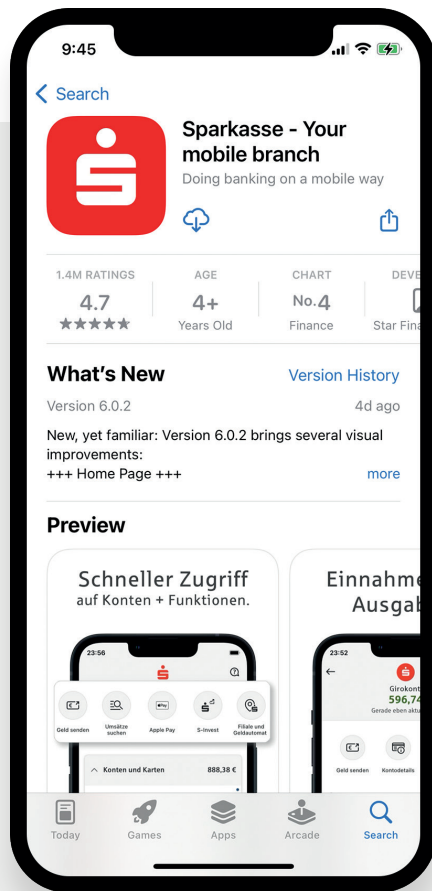 9:45
Search
Sparkasse - Your
mobile branch
Doing banking on a mobile way
1.4M RATINGS
4.7
AGE
4+
Years Old
CHART
No.4
Finance
What's New
Version History
Version 6.0.2
4d ago
New, yet familiar: Version 6.0.2 brings several visual
improvements:
+++ Home Page +++
more
Preview
Schneller Zugriff
auf Konten + Funktionen.
23:56
Geld senden
Umsätze
suchen
Apple Pay
S-Invest
Filiale und
Geldautomat
Konten und Karten
888,38 €
23:52
Geld senden
Kontodetails
Today
Games
Apps
Arcade
Search